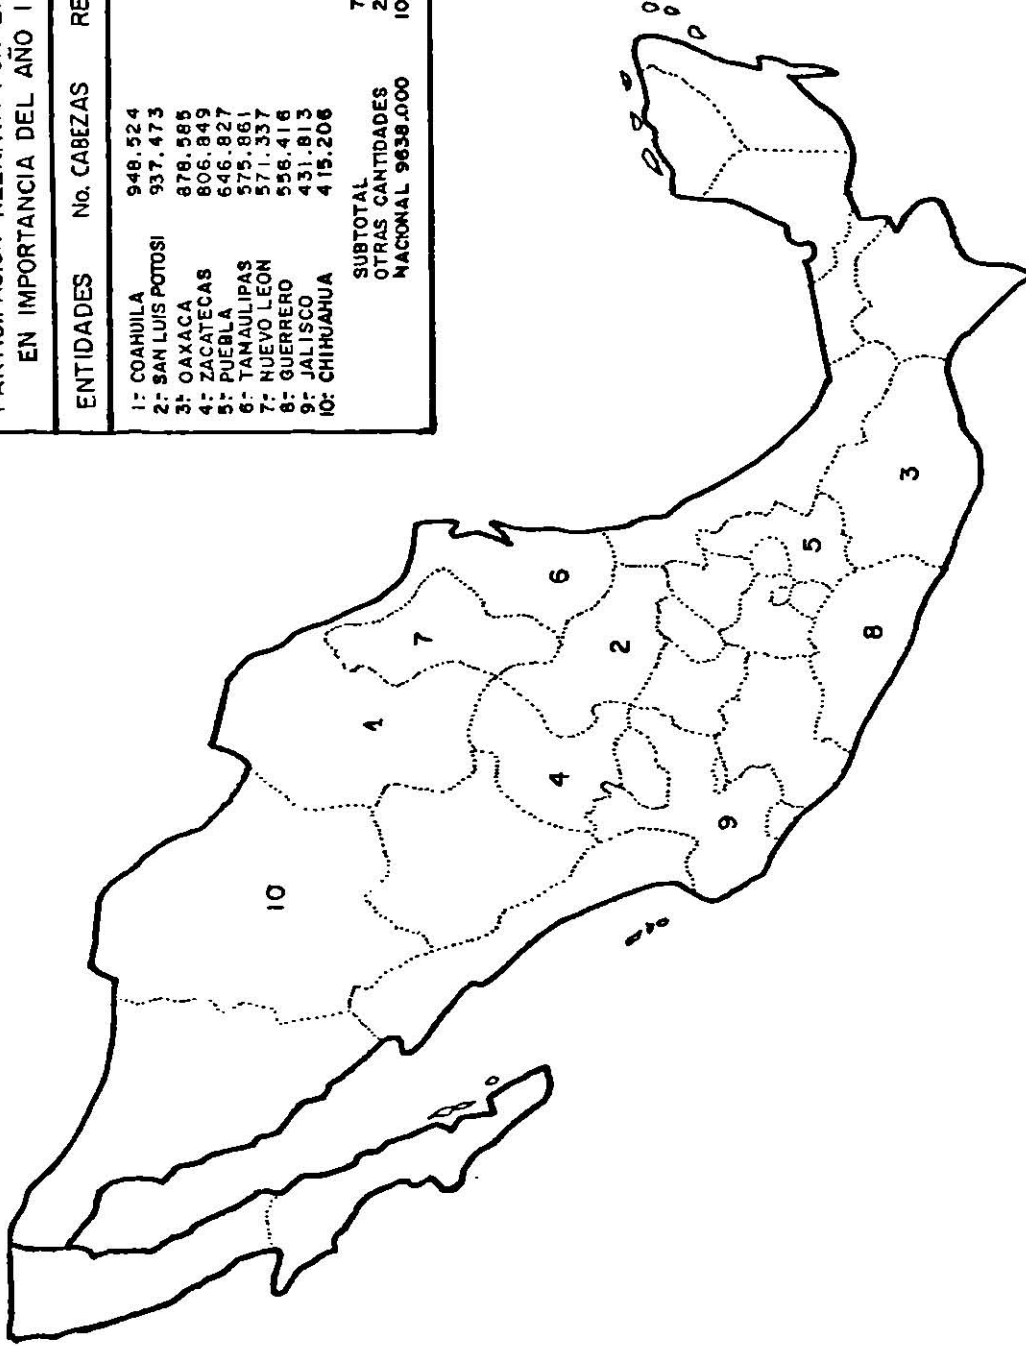 EN IMPORTANCIA DEL AÑO
ENTIDADES No. CABEZAS
1.- COAHUILA 948.524
2.- SAN LUIS POTOSI 937.473
3.- OAXACA 878.585
4.- ZACATECAS 806.849
5.- PUEBLA 646.827
6.- TAMAULIPAS 575.861
7.- NUEVO LEON 571.337
8.- GUERRERO 558.418
9.- JALISCO 431.813
10.- CHIHUAHUA 415.206
SUBTOTAL
OTRAS CANTIDADES
NACIONAL 9638.000
10
1
7
6
4
2
9
5
3
8